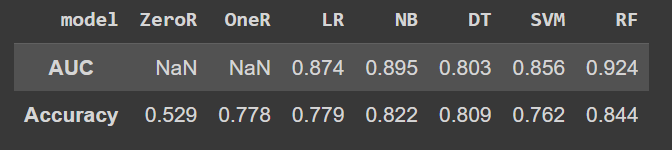 model ZeroR OneR LR NB DT SVM RF
AUC NaN NaN 0.874 0.895 0.803 0.856 0.924
Accuracy 0.529 0.778 0.779 0.822 0.809 0.762 0.844